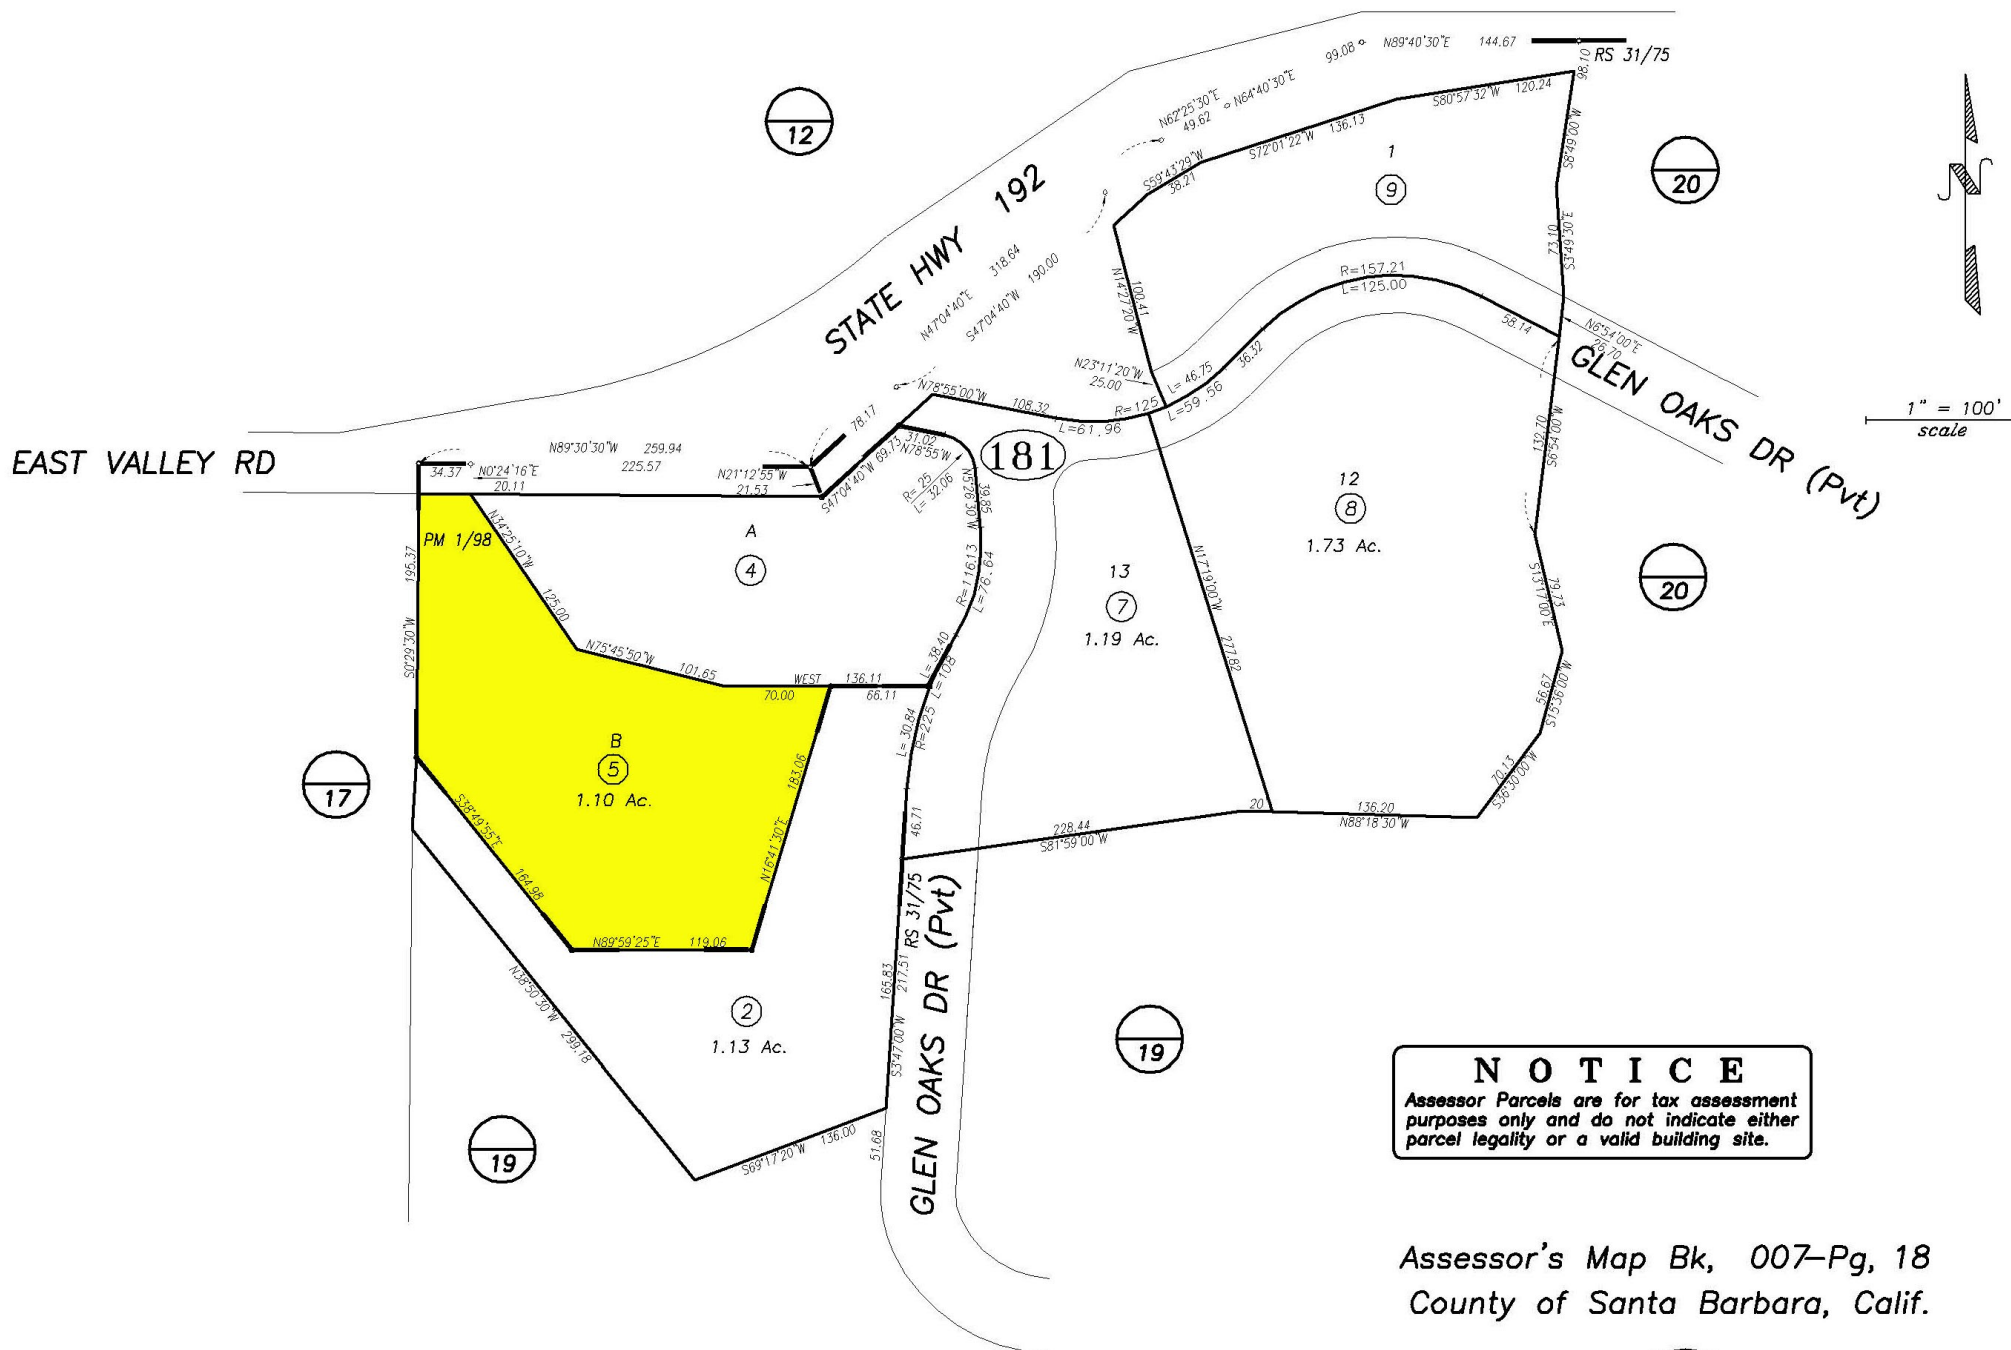 N89°40'30"E 144.67
99.08
RS 31/75
98.10
N64°40'30"E
N62°25'30"E
49.62
S80°57'32"W 120.24
S72°01'22"W 136.13
S59°43'29"W
38.21
S8°49'00"W
12
20
1
9
N
STATE HWY 192
73.10
S3°49'30"E
N47°04'40"E 318.64
S47°04'40"W 190.00
100.41
N14°27'20"W
R=157.21
L=125.00
58.14
N6°54'00"E
26.70
36.32
N23°11'20"W
25.00
L=46.75
R=125
L=59.56
N78°55'00"W
108.32
L=61.96
GLEN OAKS DR (Pvt)
1" = 100'
scale
EAST VALLEY RD
78.17
N89°30'30"W 259.94
225.57
34.37
N0°24'16"E
20.11
N21°12'55"W
21.53
S47°04'40"W 69.73
31.02
N78°55'W
R= 25
L= 32.06
181
N5°26'30"W 39.85
132.70
S6°54'00"W
12
8
1.73 Ac.
PM 1/98
N34°25'10"W
125.00
A
4
195.37
S0°29'30"W
R=116.13
L=76.64
13
7
1.19 Ac.
N17°19'00"W
277.82
S13°17'00"E
79.73
20
N75°45'50"W 101.65
WEST 136.11
70.00 66.11
L=38.40
L=108
56.67
S15°36'00"W
B
5
1.10 Ac.
L=30.84
R=225
17
183.06
N16°41'30"E
70.13
S36°30'00"W
S38°49'55"E
164.98
46.71
228.44
S81°59'00"W
20
136.20
N88°18'30"W
N89°59'25"E 119.06
RS 31/75
N38°50'30"W
299.18
165.83
217.51
S3°47'00"W
GLEN OAKS DR (Pvt)
2
1.13 Ac.
19
S69°17'20"W 136.00
51.68
19
NOTICE
Assessor Parcels are for tax assessment
purposes only and do not indicate either
parcel legality or a valid building site.
Assessor's Map Bk, 007-Pg, 18
County of Santa Barbara, Calif.